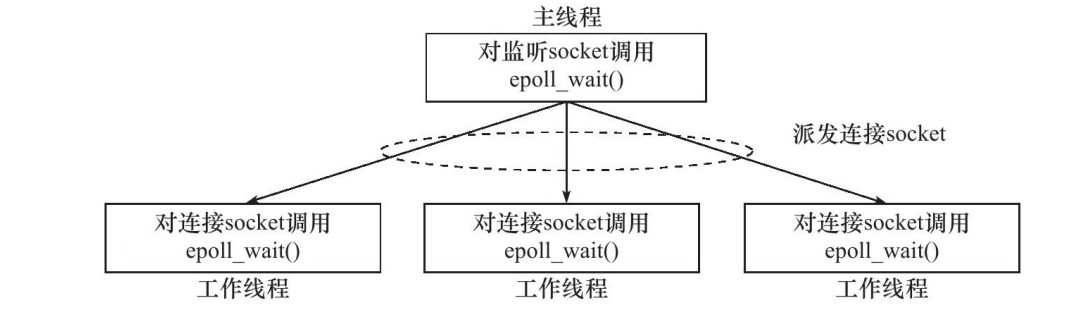 主线程
对监听socket调用
epoll_wait()
派发连接socket
对连接socket调用
epoll_wait()
对连接socket调用
epoll_wait()
对连接socket调用
epoll_wait()
工作线程
工作线程
工作线程